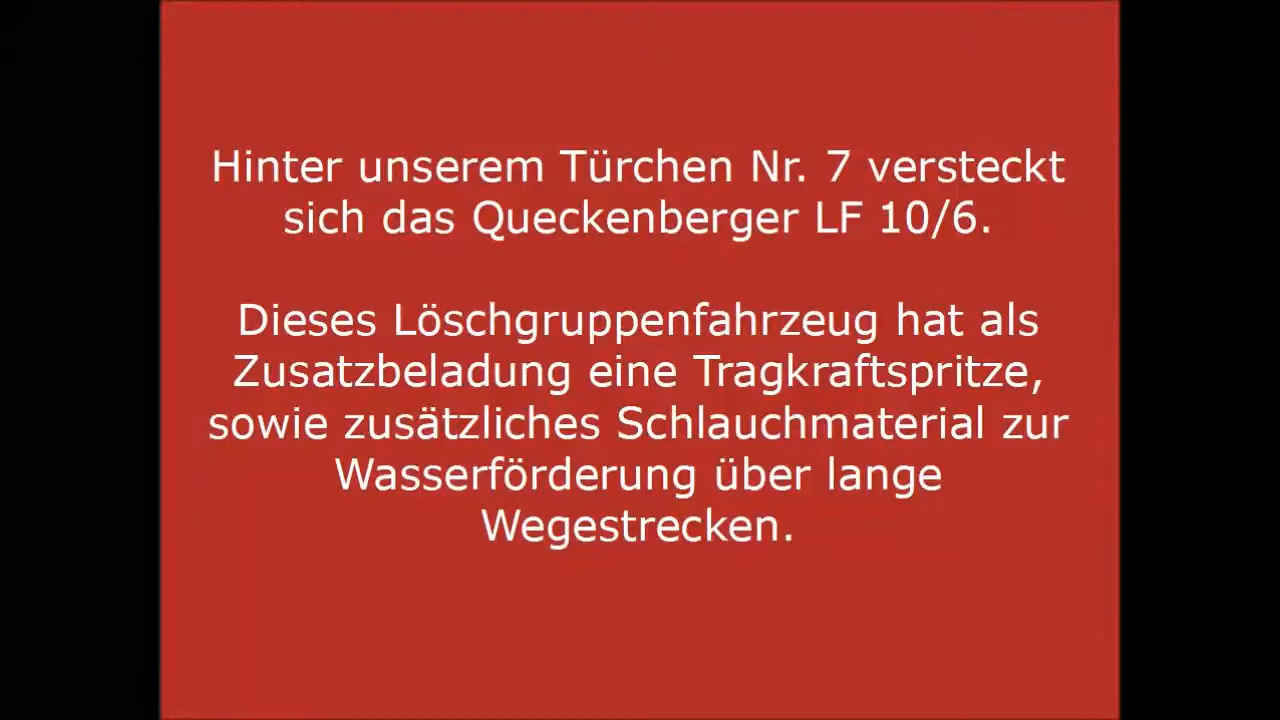 Hinter unserem Türchen Nr. 7 versteckt
sich das Queckenberger LF 10/6.
Dieses Löschgruppenfahrzeug hat als
Zusatzbeladung eine Tragkraftspritze,
sowie zusätzliches Schlauchmaterial zur
Wasserförderung über lange
Wegestrecken.